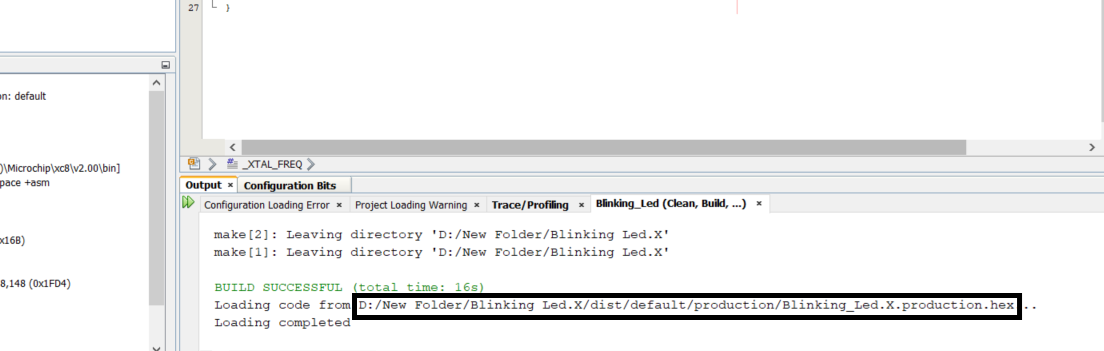 27 }
on: default
)\Microchip\xc8\v2.00\bin]
pace +asm
x16B)
8,148 (0x1FD4)
_XTAL_FREQ
Output × Configuration Bits
Configuration Loading Error × Project Loading Warning × Trace/Profiling × Blinking_Led (Clean, Build, ...) ×
make[2]: Leaving directory 'D:/New Folder/Blinking Led.X'
make[1]: Leaving directory 'D:/New Folder/Blinking Led.X'
BUILD SUCCESSFUL (total time: 16s)
Loading code from D:/New Folder/Blinking Led.X/dist/default/production/Blinking_Led.X.production.hex...
Loading completed